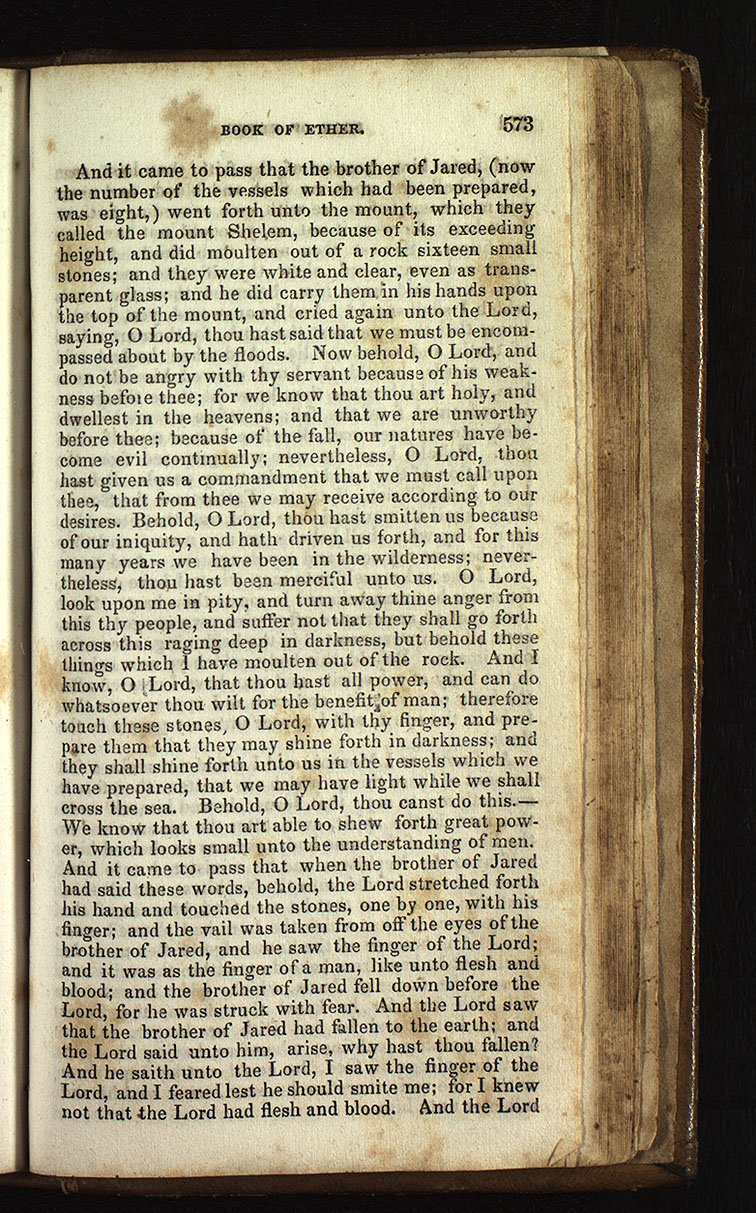 BOOK OF ETHER. 573
And it came to pass that the brother of Jared, (now
the number of the vessels which had been prepared,
was eight,) went forth unto the mount, which they
called the mount Shelem, because of its exceeding
height, and did moulten out of a rock sixteen small
stones; and they were white and clear, even as trans-
parent glass; and he did carry them in his hands upon
the top of the mount, and cried again unto the Lord,
saying, O Lord, thou hast said that we must be encom-
passed about by the floods. Now behold, O Lord, and
do not be angry with thy servant because of his weak-
ness before thee; for we know that thou art holy, and
dwellest in the heavens; and that we are unworthy
before thee; because of the fall, our natures have be-
come evil continually; nevertheless, O Lord, thou
hast given us a commandment that we must call upon
thee, that from thee we may receive according to our
desires. Behold, O Lord, thou hast smitten us because
of our iniquity, and hath driven us forth, and for this
many years we have been in the wilderness; never-
theless, thou hast been merciful unto us. O Lord,
look upon me in pity, and turn away thine anger from
this thy people, and suffer not that they shall go forth
across this raging deep in darkness, but behold these
things which I have moulten out of the rock. And I
know, O Lord, that thou hast all power, and can do
whatsoever thou wilt for the benefit of man; therefore
touch these stones, O Lord, with thy finger, and pre-
pare them that they may shine forth in darkness; and
they shall shine forth unto us in the vessels which we
have prepared, that we may have light while we shall
cross the sea. Behold, O Lord, thou canst do this.—
We know that thou art able to shew forth great pow-
er, which looks small unto the understanding of men.
And it came to pass that when the brother of Jared
had said these words, behold, the Lord stretched forth
his hand and touched the stones, one by one, with his
finger; and the vail was taken from off the eyes of the
brother of Jared, and he saw the finger of the Lord;
and it was as the finger of a man, like unto flesh and
blood; and the brother of Jared fell down before the
Lord, for he was struck with fear. And the Lord saw
that the brother of Jared had fallen to the earth; and
the Lord said unto him, arise, why hast thou fallen?
And he saith unto the Lord, I saw the finger of the
Lord, and I feared lest he should smite me; for I knew
not that the Lord had flesh and blood. And the Lord